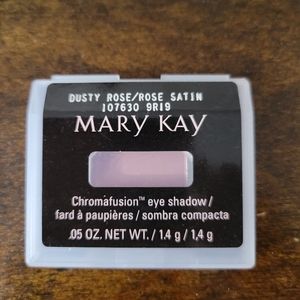 DUSTY ROSE/ROSE SATIN
107630 9R19
MARY KAY
Chromafusion™ eye shadow /
fard à paupières / sombra compacta
.05 OZ. NET WT. / 1,4 g / 1.4 g